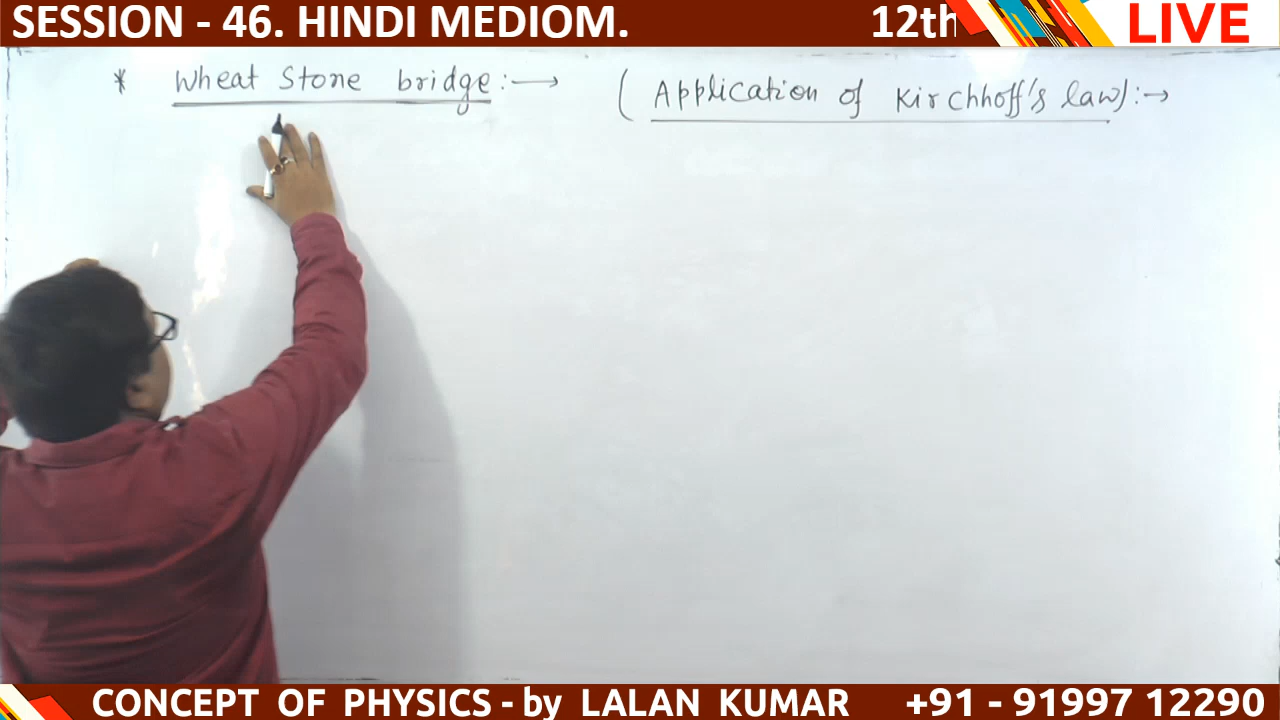 SESSION - 46. HINDI MEDIOM. 12th LIVE
* Wheat Stone bridge :→ (Application of Kirchhoff's law) :→
CONCEPT OF PHYSICS - by LALAN KUMAR +91 - 91997 12290